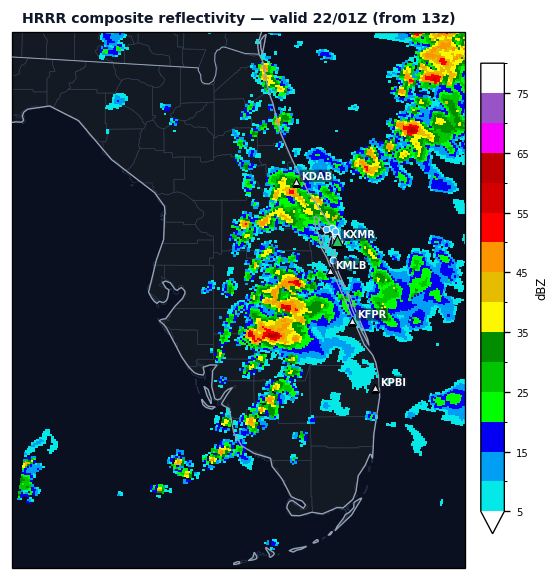 HRRR composite reflectivity — valid 22/01Z (from 13z)
KDAB
KXMR
KMLB
KFPR
KPBI
75
65
55
45
35
25
15
5
dBZ